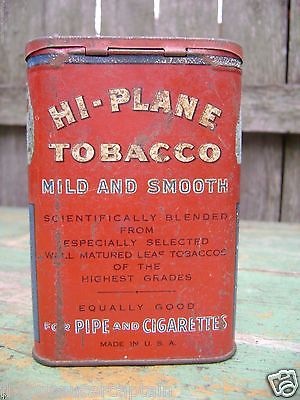 HI-PLANE
TOBACCO
MILD AND SMOOTH
SCIENTIFICALLY BLENDED
FROM
ESPECIALLY SELECTED
WELL MATURED LEAF TOBACCOS
OF THE
HIGHEST GRADES
EQUALLY GOOD
FOR PIPE AND CIGARETTES
MADE IN U.S.A.